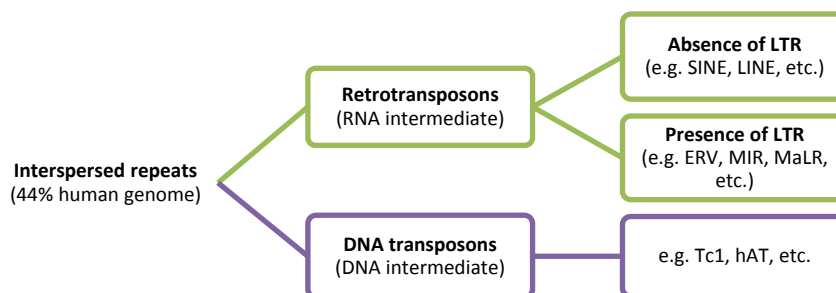 Interspersed repeats
(44% human genome)
Retrotransposons
(RNA intermediate)
Absence of LTR
(e.g. SINE, LINE, etc.)
Presence of LTR
(e.g. ERV, MIR, MaLR,
etc.)
DNA transposons
(DNA intermediate)
e.g. Tc1, hAT, etc.